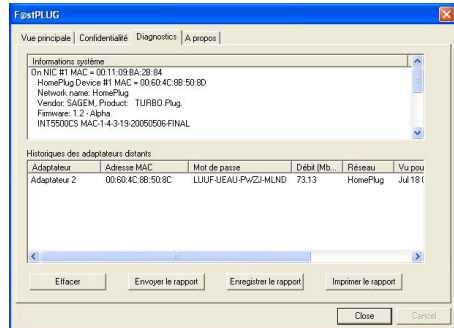 F@stPLUG
Vue principale Confidentialité Diagnostics A propos
Informations système
On NIC #1 MAC = 00:11:09:BA:2B:84
HomePlug Device #1 MAC = 00:60:4C:8B:50:8D
Network name: HomePlug
Vendor: SAGEM, Product: TURBO Plug.
Firmware: 1.2 - Alpha
INT5500CS MAC-1-4-3-19-20050506-FINAL
Historiques des adaptateurs distants
Adaptateur Adresse MAC Mot de passe Débit (Mb... Réseau Vu pou
Adaptateur 2 00:60:4C:8B:50:8C LUUF-UEAU-PWZJ-MLND 73.13 HomePlug Jul 18 (
Effacer Envoyer le rapport Enregistrer le rapport Imprimer le rapport
Close Cancel